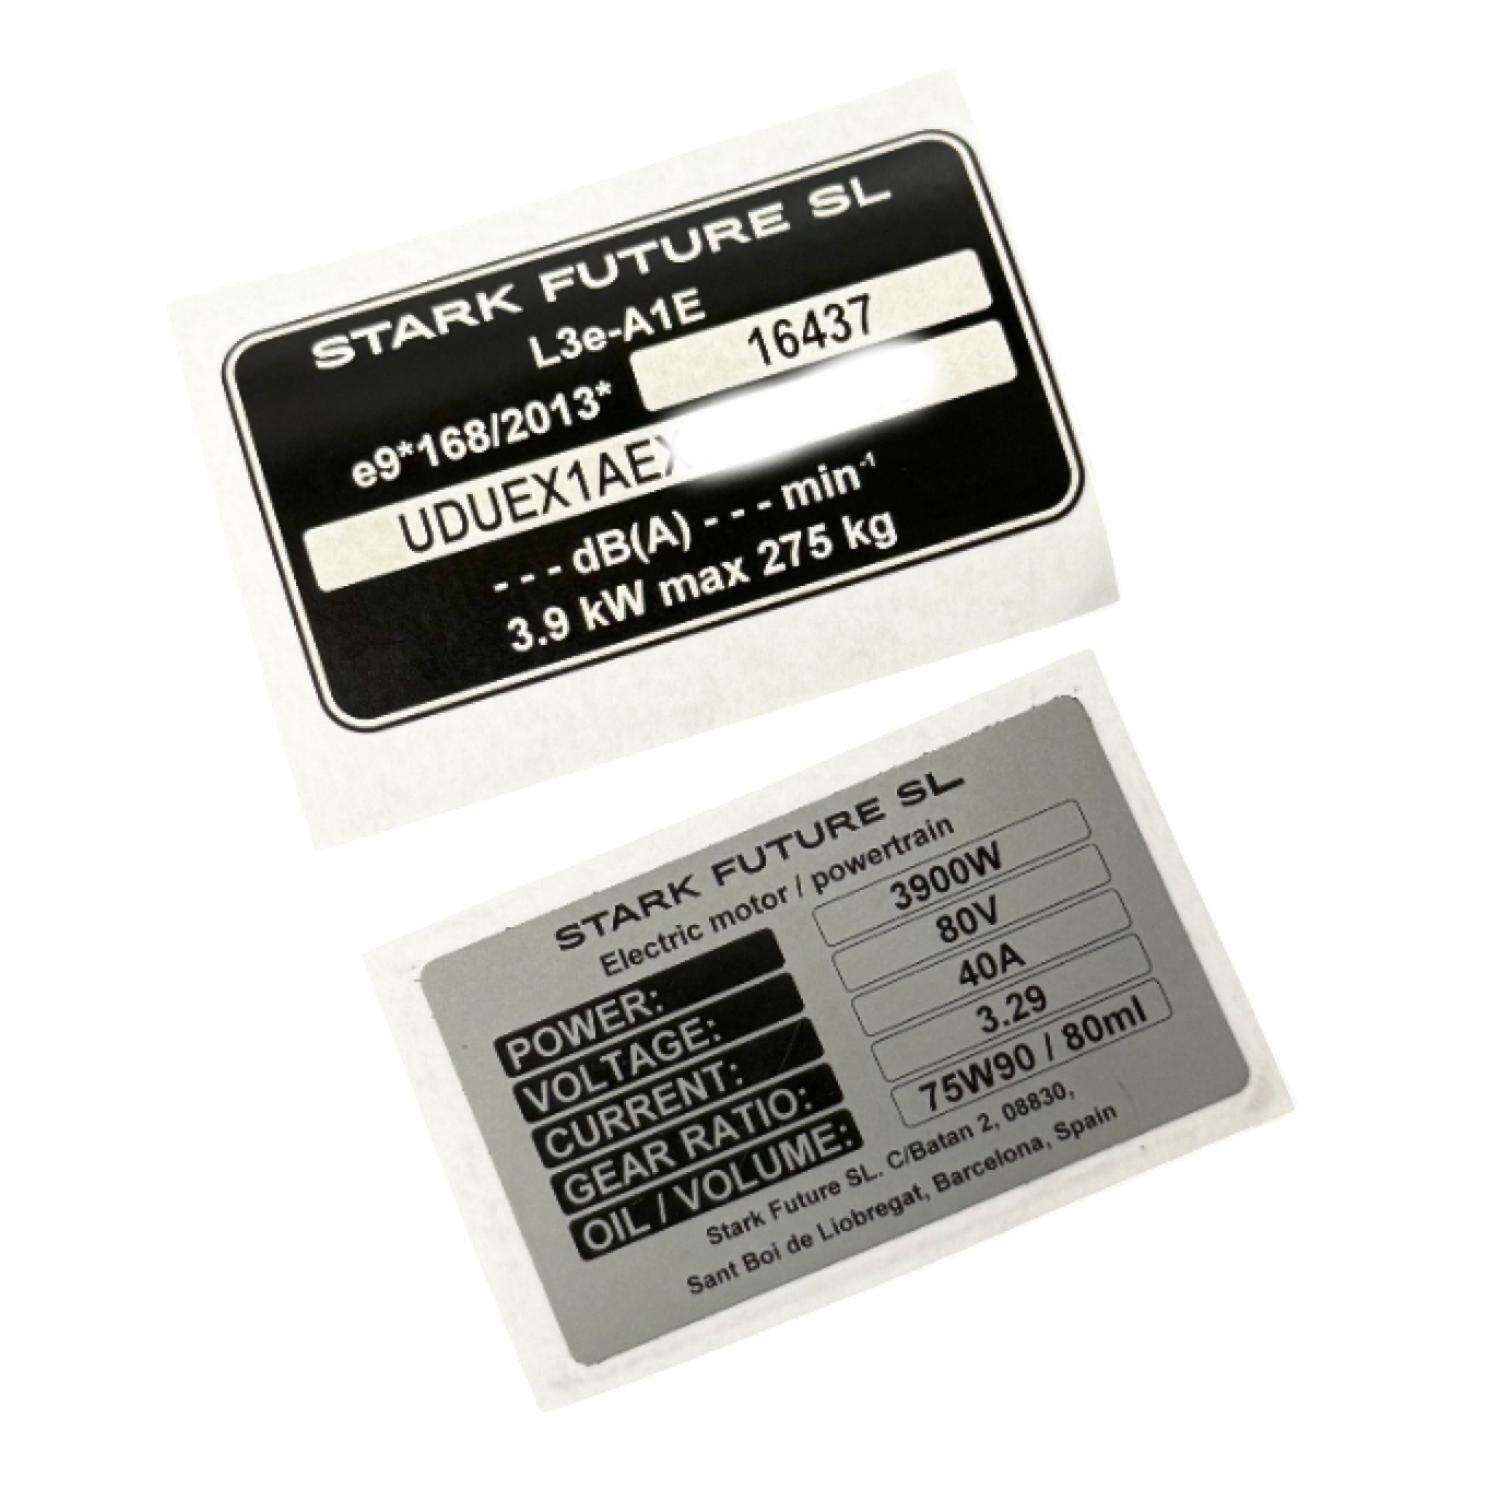 STARK FUTURE SL
L3e-A1E
e9*168/2013* 16437
UDUEX1AEX
- - - dB(A) - - - min-¹
3.9 kW max 275 kg
STARK FUTURE SL
Electric motor / powertrain
POWER: 3900W
VOLTAGE: 80V
CURRENT: 40A
GEAR RATIO: 3.29
OIL / VOLUME: 75W90 / 80ml
Stark Future SL. C/Batan 2, 08830,
Sant Boi de Liobregat, Barcelona, Spain